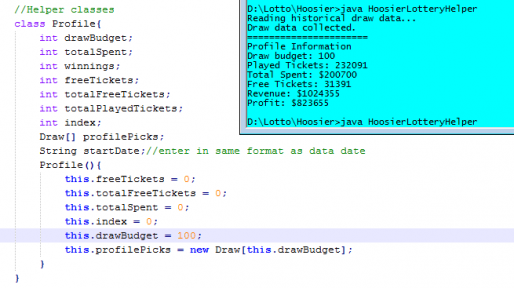 //Helper classes
class Profile{
int drawBudget;
int totalSpent;
int winnings;
int freeTickets;
int totalFreeTickets;
int totalPlayedTickets;
int index;
Draw[] profilePicks;
String startDate;//enter in same format as data date
Profile(){
this.freeTickets = 0;
this.totalFreeTickets = 0;
this.totalSpent = 0;
this.index = 0;
this.drawBudget = 100;
this.profilePicks = new Draw[this.drawBudget];
}
}
D:\Lotto\Hoosier>java HoosierLotteryHelper
Reading historical draw data...
Draw data collected.
======================
Profile Information
Draw budget: 100
Played Tickets: 232091
Total Spent: $200700
Free Tickets: 31391
Revenue: $1024355
Profit: $823655
D:\Lotto\Hoosier>java HoosierLotteryHelper